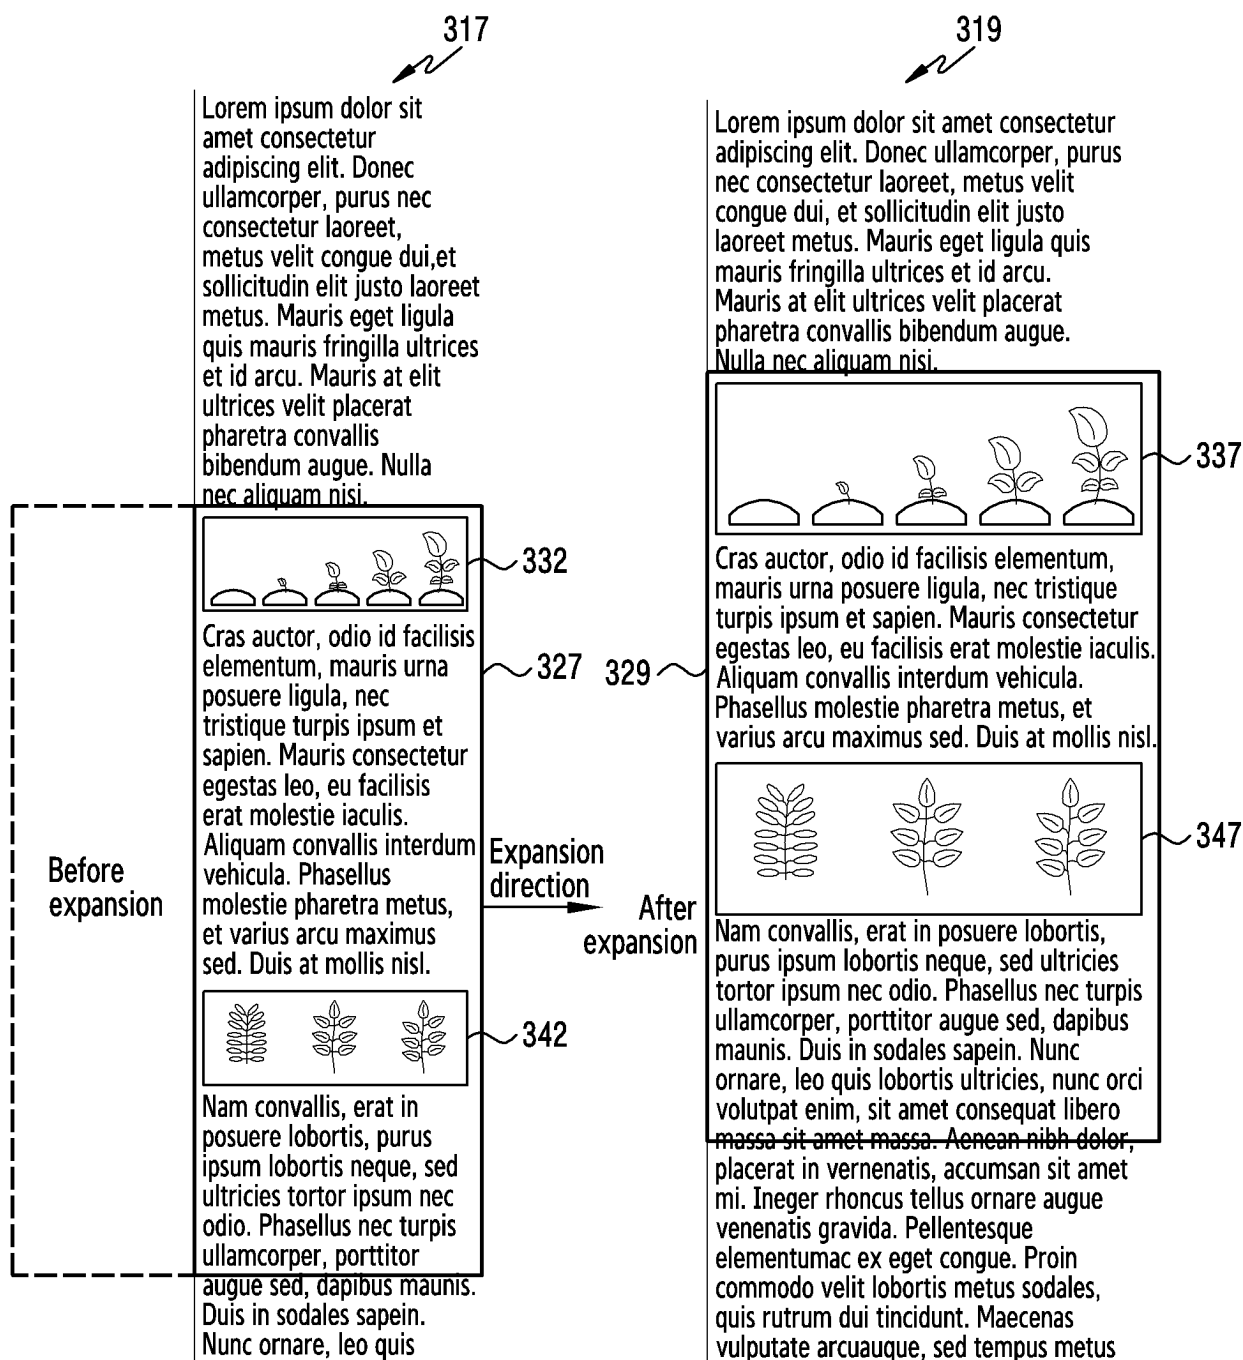 317
Lorem ipsum dolor sit
amet consectetur
adipiscing elit. Donec
ullamcorper, purus nec
consectetur laoreet,
metus velit congue dui,et
sollicitudin elit justo laoreet
metus. Mauris eget ligula
quis mauris fringilla ultrices
et id arcu. Mauris at elit
ultrices velit placerat
pharetra convallis
bibendum augue. Nulla
nec aliquam nisi.
332
Cras auctor, odio id facilisis
elementum, mauris urna
posuere ligula, nec
tristique turpis ipsum et
sapien. Mauris consectetur
egestas leo, eu facilisis
erat molestie iaculis.
Aliquam convallis interdum
vehicula. Phasellus
molestie pharetra metus,
et varius arcu maximus
sed. Duis at mollis nisl.
327
Before
expansion
Expansion
direction
342
Nam convallis, erat in
posuere lobortis, purus
ipsum lobortis neque, sed
ultricies tortor ipsum nec
odio. Phasellus nec turpis
ullamcorper, porttitor
augue sed, dapibus maunis.
Duis in sodales sapein.
Nunc ornare, leo quis
319
Lorem ipsum dolor sit amet consectetur
adipiscing elit. Donec ullamcorper, purus
nec consectetur laoreet, metus velit
congue dui, et sollicitudin elit justo
laoreet metus. Mauris eget ligula quis
mauris fringilla ultrices et id arcu.
Mauris at elit ultrices velit placerat
pharetra convallis bibendum augue.
Nulla nec aliquam nisi.
337
Cras auctor, odio id facilisis elementum,
mauris urna posuere ligula, nec tristique
turpis ipsum et sapien. Mauris consectetur
egestas leo, eu facilisis erat molestie iaculis.
Aliquam convallis interdum vehicula.
Phasellus molestie pharetra metus, et
varius arcu maximus sed. Duis at mollis nisl.
329
347
After
expansion
Nam convallis, erat in posuere lobortis,
purus ipsum lobortis neque, sed ultricies
tortor ipsum nec odio. Phasellus nec turpis
ullamcorper, porttitor augue sed, dapibus
maunis. Duis in sodales sapein. Nunc
ornare, leo quis lobortis ultricies, nunc orci
volutpat enim, sit amet consequat libero
massa sit amet massa. Aenean nibh dolor,
placerat in vernenatis, accumsan sit amet
mi. Ineger rhoncus tellus ornare augue
venenatis gravida. Pellentesque
elementumac ex eget congue. Proin
commodo velit lobortis metus sodales,
quis rutrum dui tincidunt. Maecenas
vulputate arcuauque, sed tempus metus